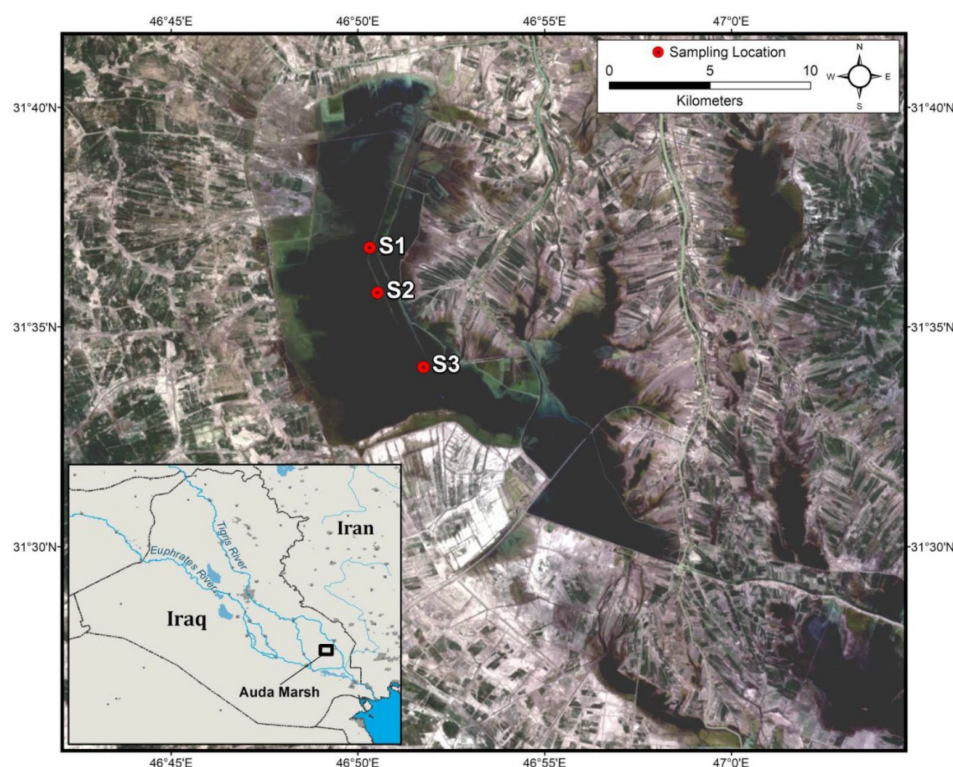 46°45'E 46°50'E 46°55'E 47°0'E
Sampling Location
0 5 10
Kilometers
N
W E
S
31°40'N 31°40'N
S1
S2
31°35'N 31°35'N
S3
31°30'N 31°30'N
Iran
Tigris River
Euphrates River
Iraq
Auda Marsh
46°45'E 46°50'E 46°55'E 47°0'E